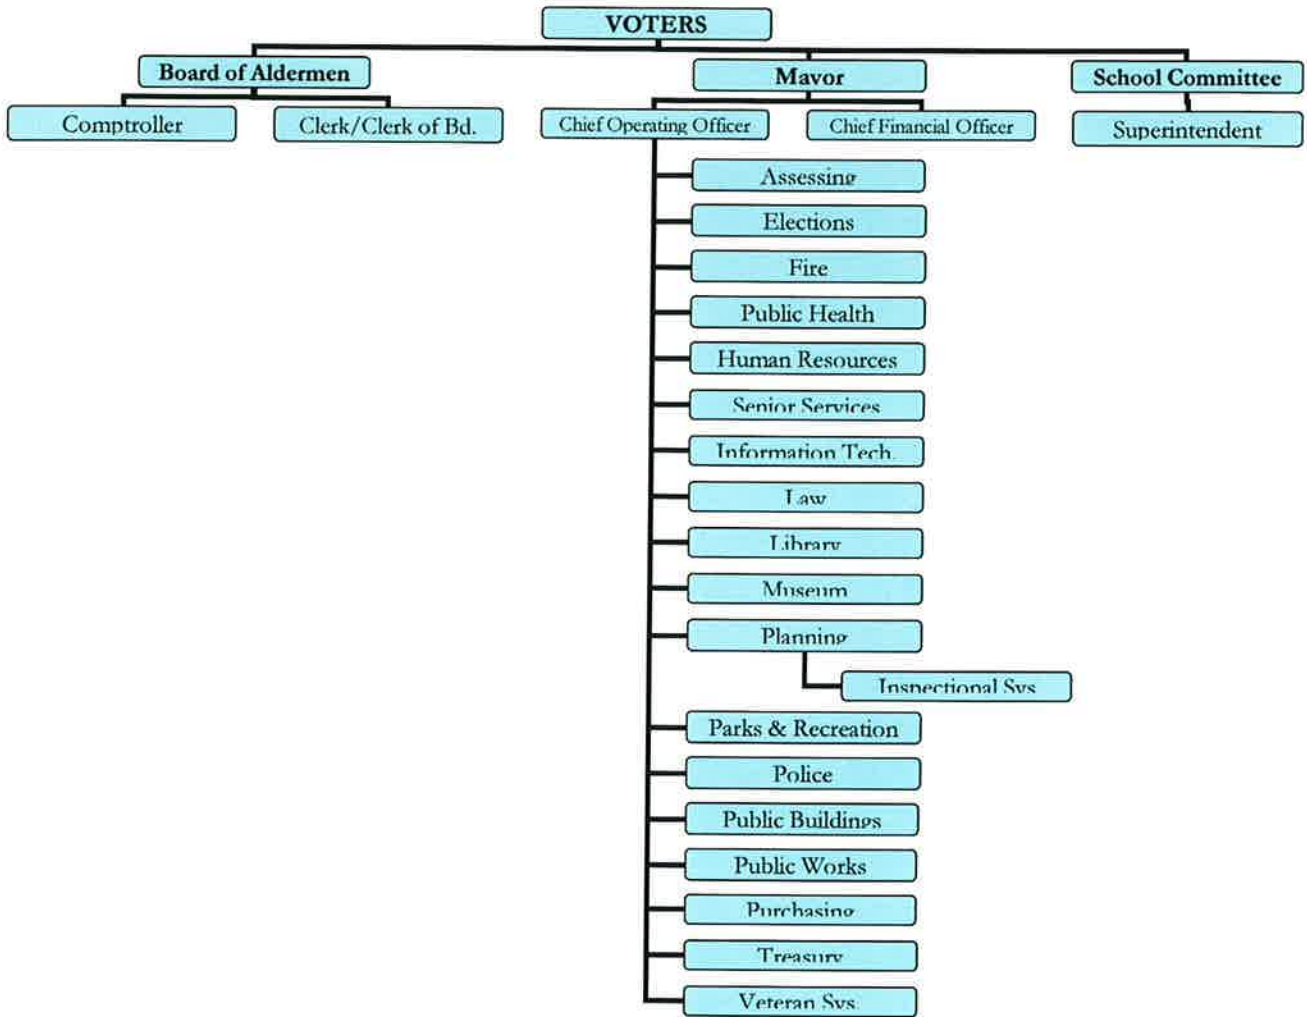 VOTERS
Board of Aldermen
Mayor
School Committee
Comptroller
Clerk/Clerk of Bd.
Chief Operating Officer
Chief Financial Officer
Superintendent
Assessing
Elections
Fire
Public Health
Human Resources
Senior Services
Information Tech.
Law
Library
Museum
Planning
Inspectional Svs
Parks & Recreation
Police
Public Buildings
Public Works
Purchasing
Treasury
Veteran Svs.